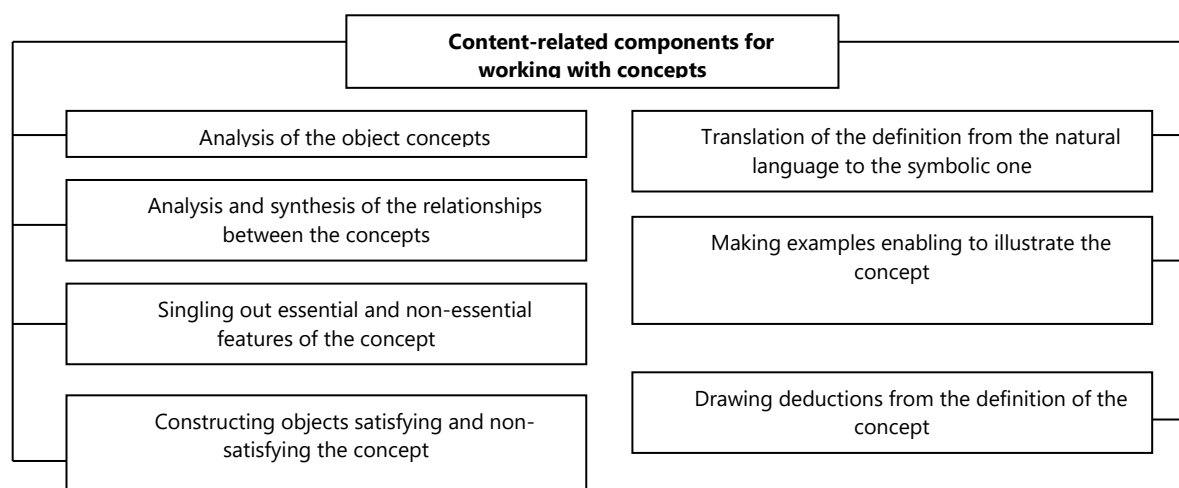 Content-related components for
working with concepts
Analysis of the object concepts
Analysis and synthesis of the relationships
between the concepts
Singling out essential and non-essential
features of the concept
Constructing objects satisfying and non-
satisfying the concept
Translation of the definition from the natural
language to the symbolic one
Making examples enabling to illustrate the
concept
Drawing deductions from the definition of the
concept